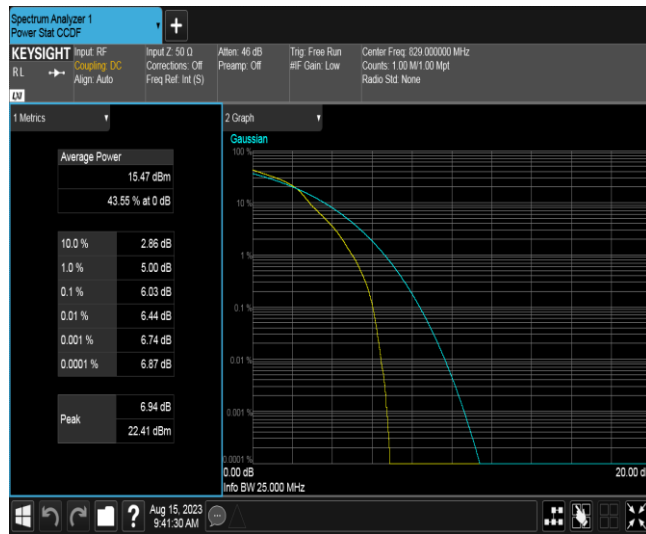 Spectrum Analyzer 1
Power Stat CCDF
+
KEYSIGHT
RL
LXI
Input: RF
Coupling: DC
Align: Auto
Input Z: 50 Ω
Corrections: Off
Freq Ref: Int (S)
Atten: 46 dB
Preamp: Off
Trig: Free Run
#IF Gain: Low
Center Freq: 829.000000 MHz
Counts: 1.00 M/1.00 Mpt
Radio Std: None
1 Metrics
Average Power
15.47 dBm
43.55 % at 0 dB
10.0 % 2.86 dB
1.0 % 5.00 dB
0.1 % 6.03 dB
0.01 % 6.44 dB
0.001 % 6.74 dB
0.0001 % 6.87 dB
Peak
6.94 dB
22.41 dBm
2 Graph
Gaussian
100 %
10 %
1 %
0.1 %
0.01 %
0.001 %
0.0001 %
0.00 dB
20.00 d
Info BW 25.000 MHz
?
Aug 15, 2023
9:41:30 AM